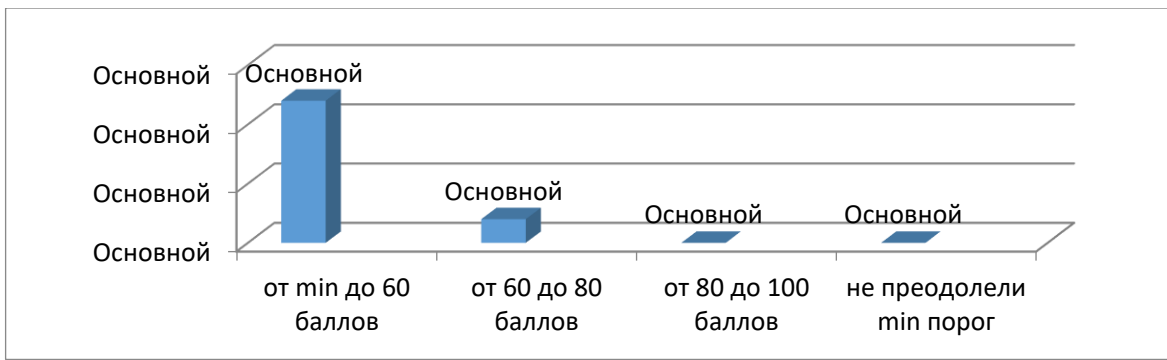 Основной
Основной
Основной
Основной
Основной
Основной
Основной
Основной
от min до 60
баллов
от 60 до 80
баллов
от 80 до 100
баллов
не преодолели
min порог